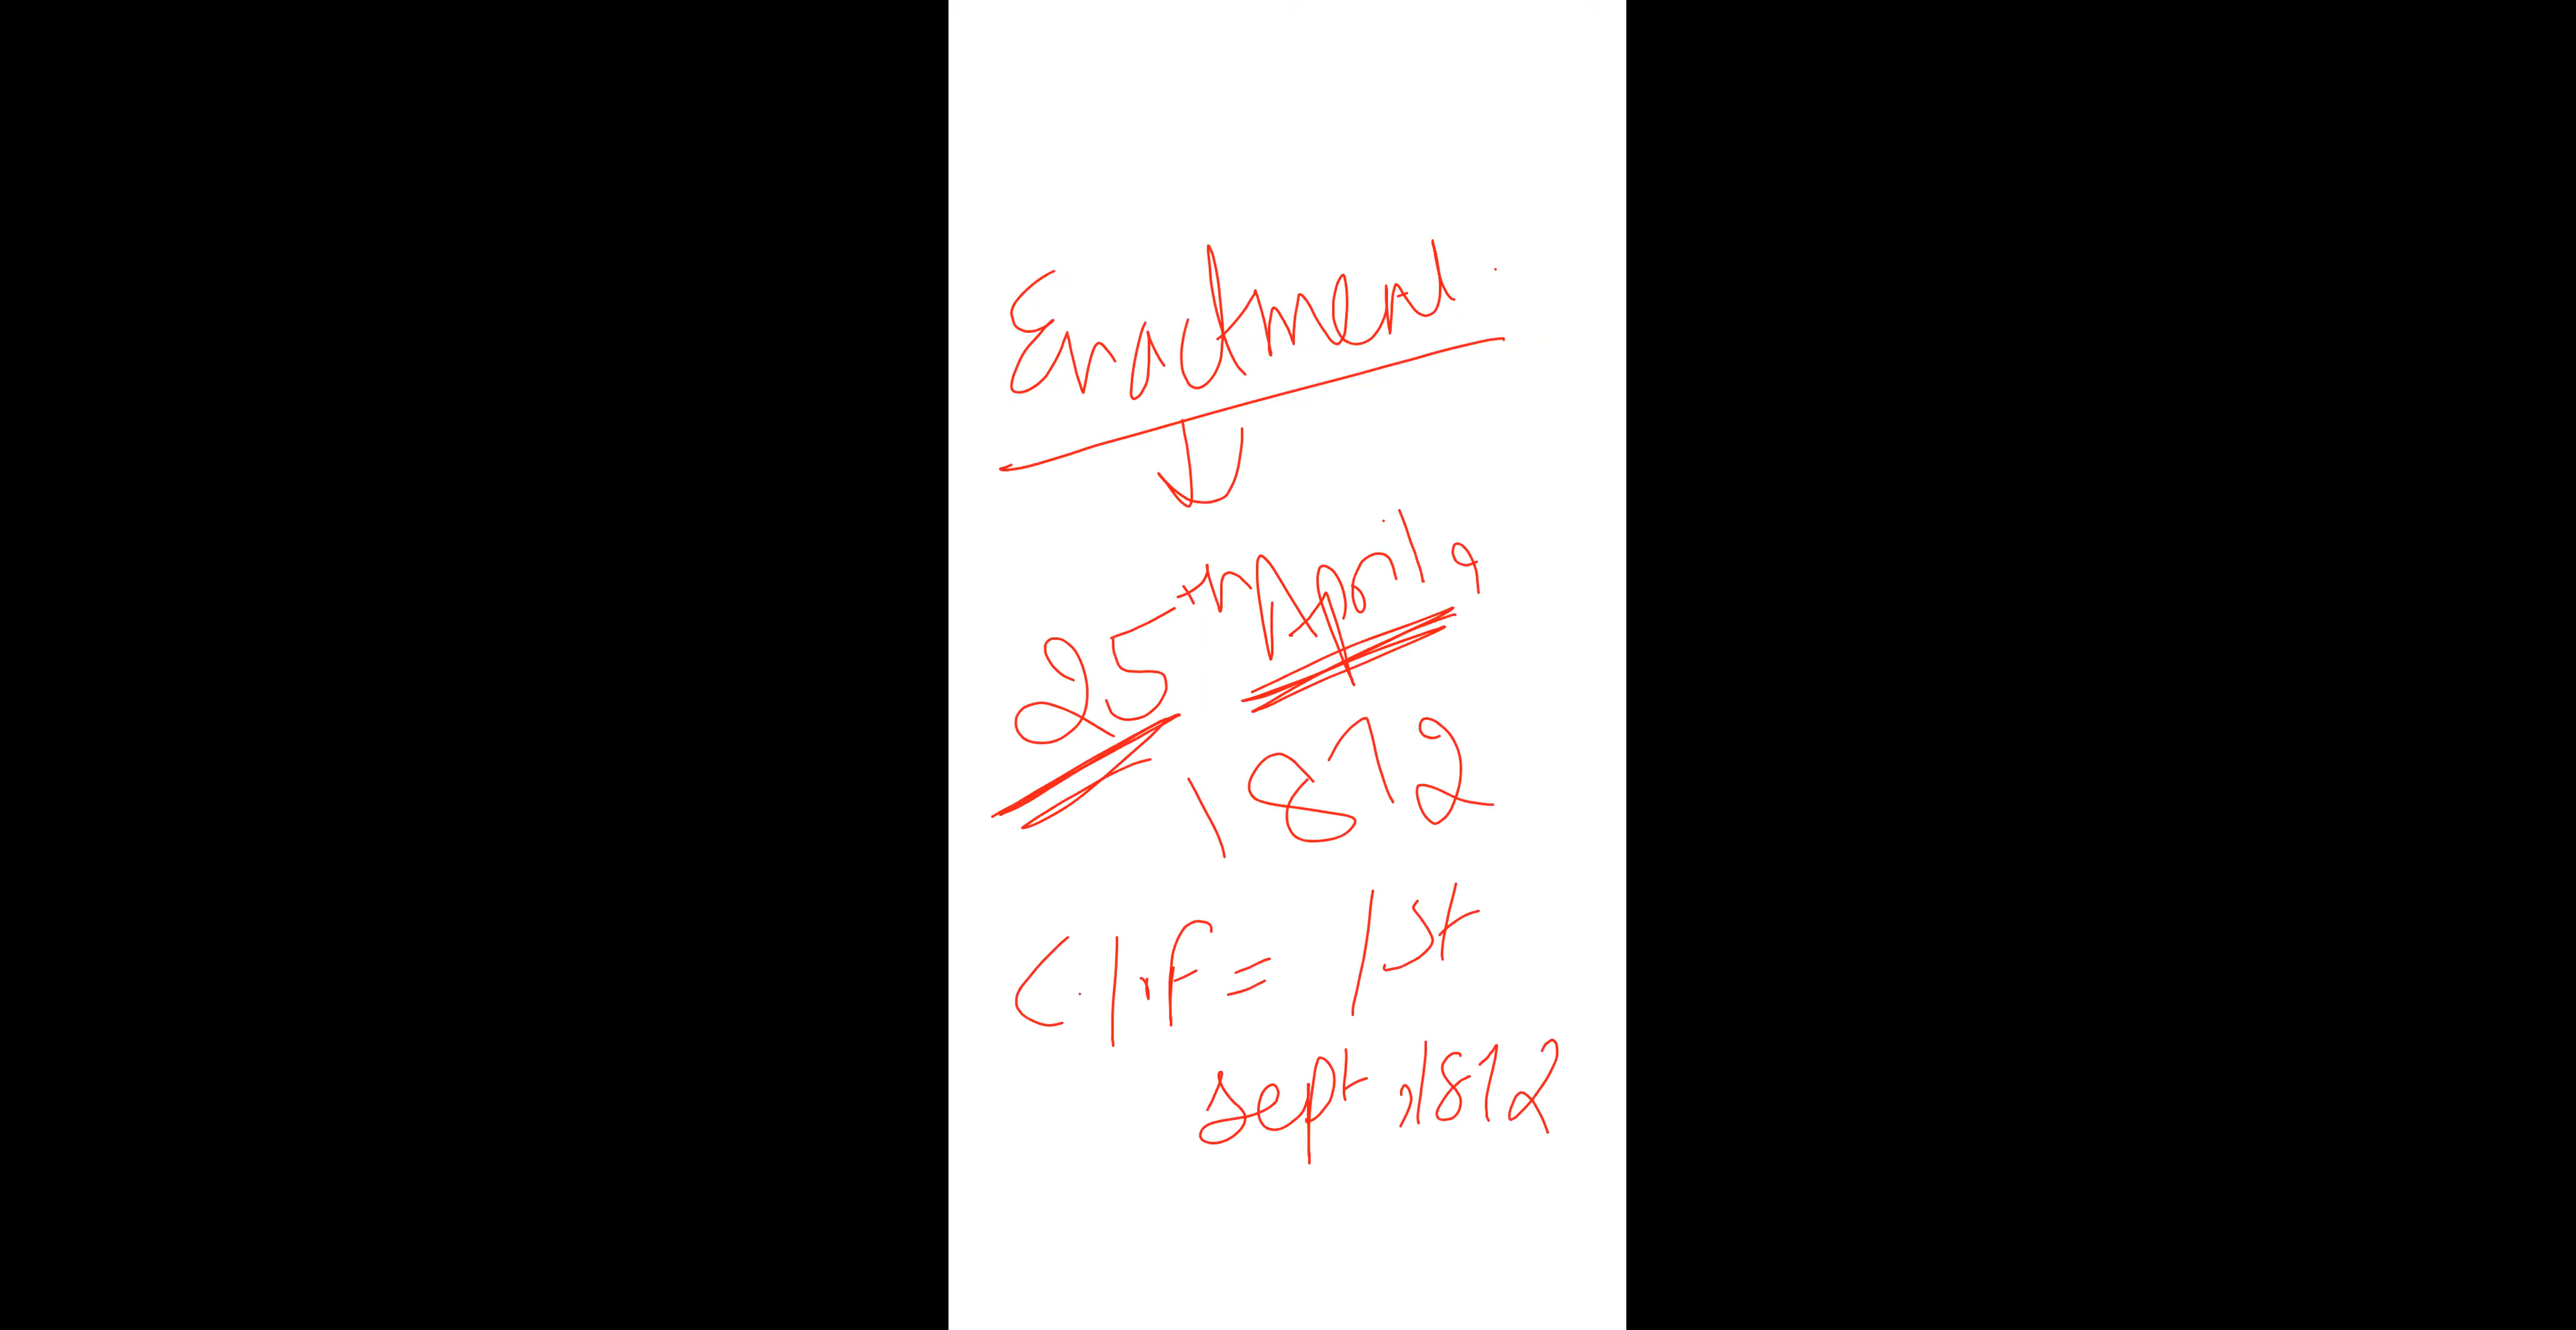 Enactment.
25th April,
1872
C.I.F = 1st
sept, 1872